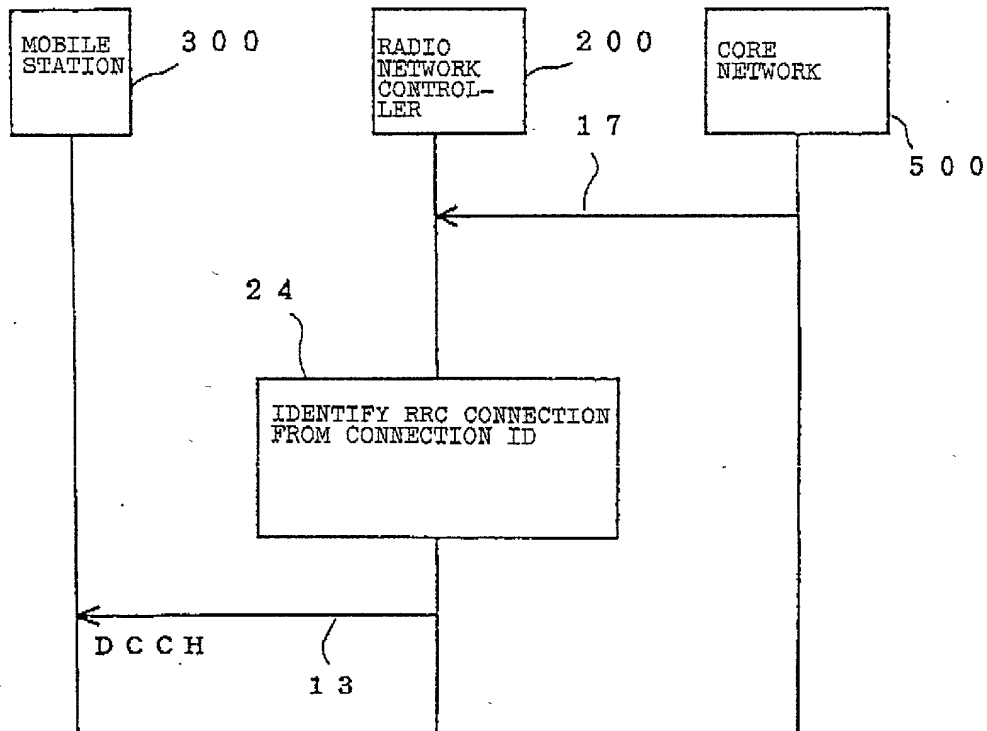 MOBILE
STATION
300
RADIO
NETWORK
CONTROL-
LER
200
CORE
NETWORK
500
17
24
IDENTIFY RRC CONNECTION
FROM CONNECTION ID
DCCH
13